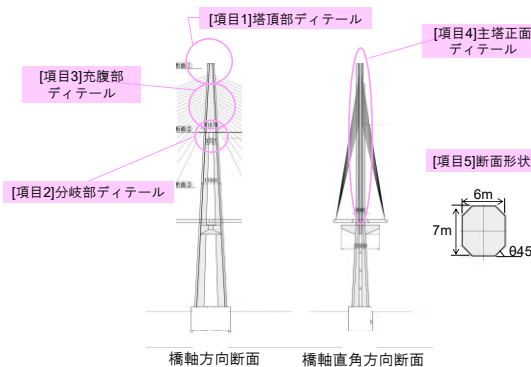 [項目1]塔頂部ディテール
[項目4]主塔正面
ディテール
[項目3]充腹部
ディテール
[項目5]断面形状
[項目2]分岐部ディテール
6m
7m
θ45
橋軸方向断面
橋軸直角方向断面